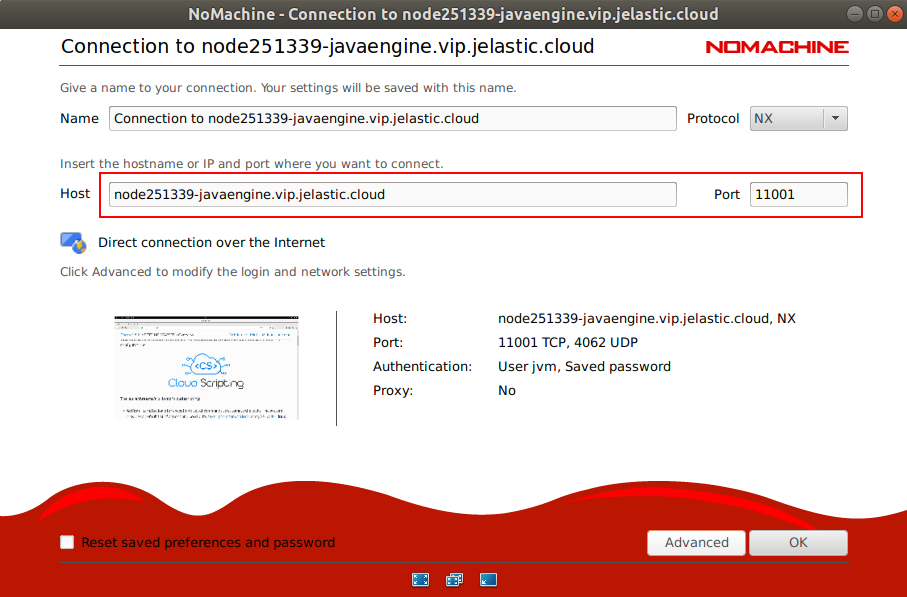 NoMachine - Connection to node251339-javaengine.vip.jelastic.cloud
Connection to node251339-javaengine.vip.jelastic.cloud NOMACHINE
Give a name to your connection. Your settings will be saved with this name.
Name Connection to node251339-javaengine.vip.jelastic.cloud Protocol NX
Insert the hostname or IP and port where you want to connect.
Host node251339-javaengine.vip.jelastic.cloud Port 11001
Direct connection over the Internet
Click Advanced to modify the login and network settings.
<CS>
Cloud Scripting
Host: node251339-javaengine.vip.jelastic.cloud, NX
Port: 11001 TCP, 4062 UDP
Authentication: User jvm, Saved password
Proxy: No
Reset saved preferences and password Advanced OK